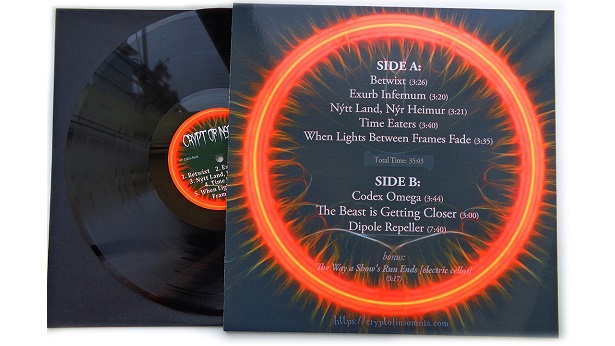 CRYPT OF INS
1. Betwixt 2. Ex
3. Nýtt Land, N
4. Time
5. When Lig
Fram
SIDE A:
Betwixt (3:26)
Exurb Infernum (3:20)
Nýtt Land, Nýr Heimur (3:21)
Time Eaters (3:40)
When Lights Between Frames Fade (3:35)
Total Time: 35:03
SIDE B:
Codex Omega (3:44)
The Beast is Getting Closer (3:00)
Dipole Repeller (7:40)
bonus:
The Way a Show's Run Ends [electric cellos]
(3:17)
https://cryptofinsomnia.com